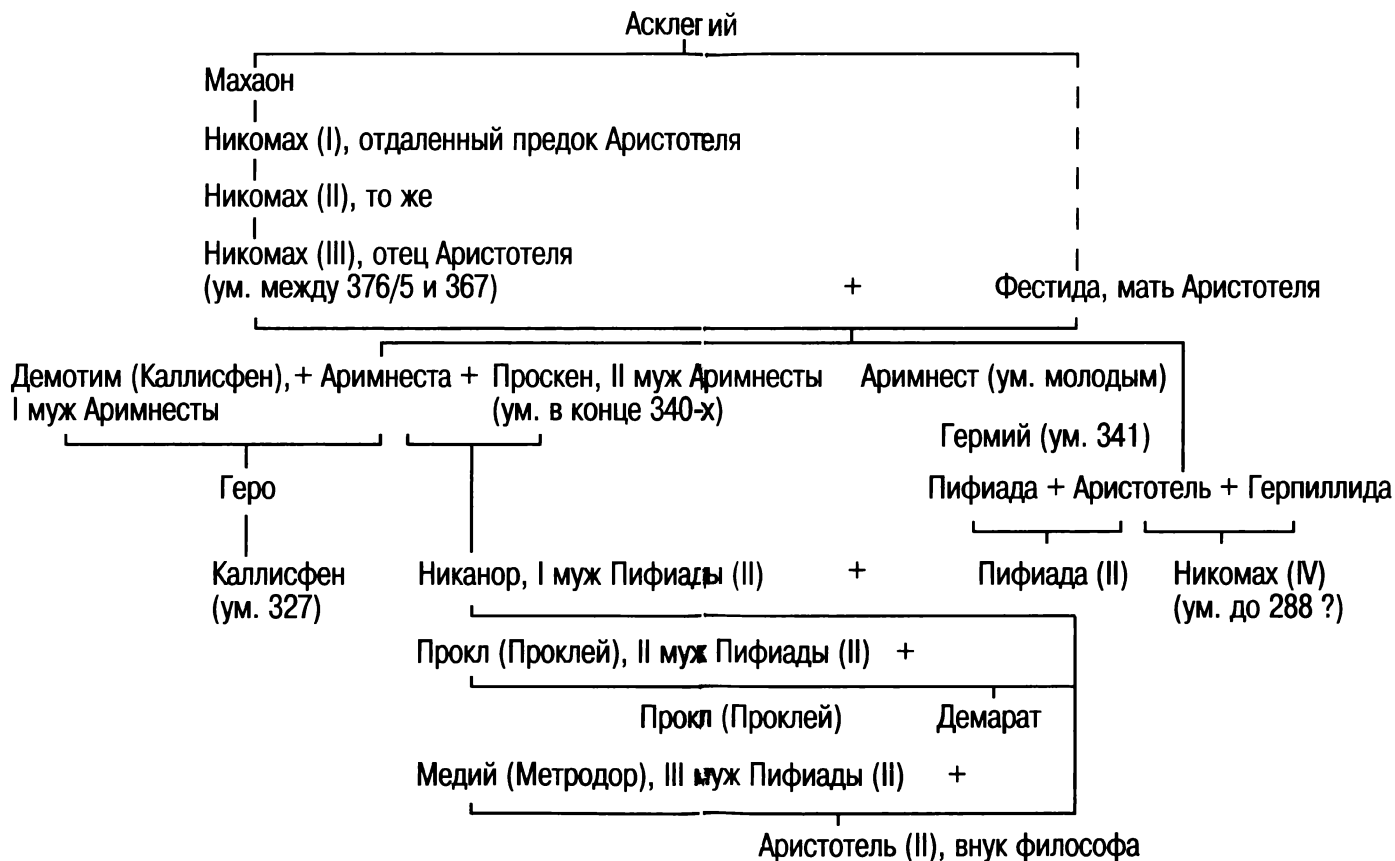 Асклегий
Махаон
Никомах (I), отдаленный предок Аристотеля
Никомах (II), то же
Никомах (III), отец Аристотеля
(ум. между 376/5 и 367) + Фестида, мать Аристотеля
Демотим (Каллисфен), + Аримнеста + Проскен, II муж Аримнесты Аримнест (ум. молодым)
I муж Аримнесты (ум. в конце 340-х)
Гермий (ум. 341)
Геро Пифиада + Аристотель + Герпиллида
Каллисфен Никанор, I муж Пифиады (II) + Пифиада (II) Никомах (IV)
(ум. 327) (ум. до 288 ?)
Прокл (Проклей), II муж Пифиады (II) +
Прокл (Проклей) Демарат
Медий (Метродор), III муж Пифиады (II) +
Аристотель (II), внук философа